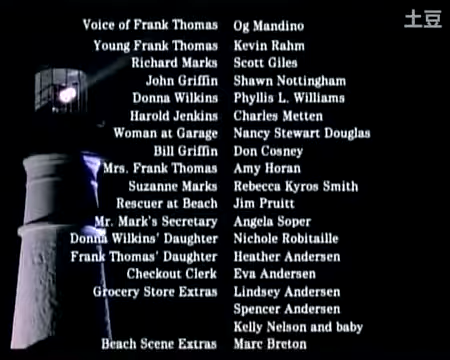 土豆
Voice of Frank Thomas Og Mandino
Young Frank Thomas Kevin Rahm
Richard Marks Scott Giles
John Griffin Shawn Nottingham
Donna Wilkins Phyllis L. Williams
Harold Jenkins Charles Metten
Woman at Garage Nancy Stewart Douglas
Bill Griffin Don Cosney
Mrs. Frank Thomas Amy Horan
Suzanne Marks Rebecca Kyros Smith
Rescuer at Beach Jim Pruitt
Mr. Mark's Secretary Angela Soper
Donna Wilkins' Daughter Nichole Robitaille
Frank Thomas' Daughter Heather Andersen
Checkout Clerk Eva Andersen
Grocery Store Extras Lindsey Andersen
Spencer Andersen
Kelly Nelson and baby
Beach Scene Extras Marc Breton